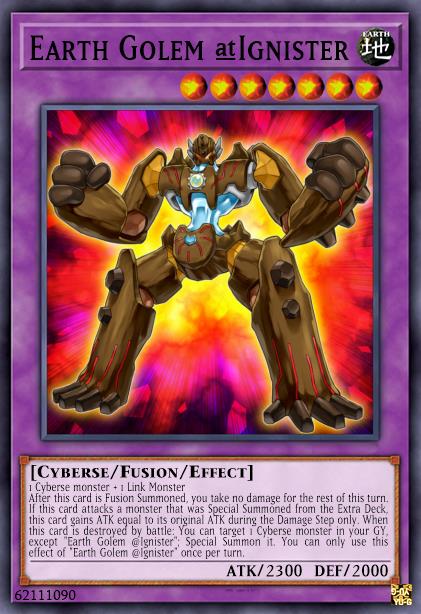 Earth Golem @Ignister
EARTH
地
[Cyberse/Fusion/Effect]
1 Cyberse monster + 1 Link Monster
After this card is Fusion Summoned, you take no damage for the rest of this turn.
If this card attacks a monster that was Special Summoned from the Extra Deck,
this card gains ATK equal to its original ATK during the Damage Step only. When
this card is destroyed by battle: You can target 1 Cyberse monster in your GY,
except "Earth Golem @Ignister"; Special Summon it. You can only use this
effect of "Earth Golem @Ignister" once per turn.
ATK/2300 DEF/2000
62111090